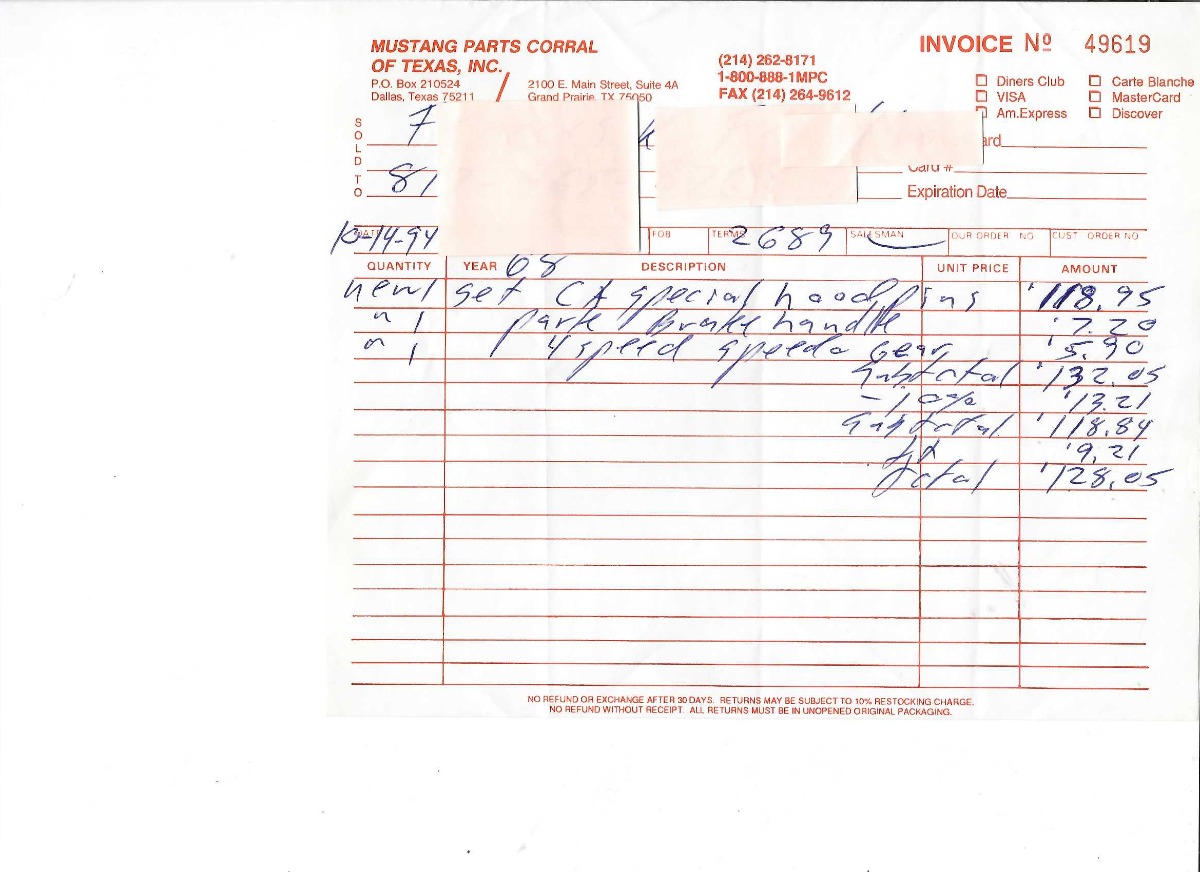 MUSTANG PARTS CORRAL
OF TEXAS, INC.
P.O. Box 210524
Dallas, Texas 75211
/
2100 E. Main Street, Suite 4A
Grand Prairie, TX 75050
(214) 262-8171
1-800-888-1MPC
FAX (214) 264-9612
INVOICE Nº 49619
Diners Club Carte Blanche
VISA MasterCard
Am.Express Discover
SOLD TO
7
81
Card #
Expiration Date
DATE 10-14-94 FOB TERMS 2689 SALESMAN OUR ORDER NO CUST ORDER NO
QUANTITY YEAR 68 DESCRIPTION UNIT PRICE AMOUNT
new 1 set CA special hood pins 118.95
" 1 park Brake handle 7.20
" 1 4 speed speedo gear 5.90
subtotal 132.05
-10% 13.21
subtotal 118.84
tx 9.21
total 128.05
NO REFUND OR EXCHANGE AFTER 30 DAYS. RETURNS MAY BE SUBJECT TO 10% RESTOCKING CHARGE.
NO REFUND WITHOUT RECEIPT. ALL RETURNS MUST BE IN UNOPENED ORIGINAL PACKAGING.